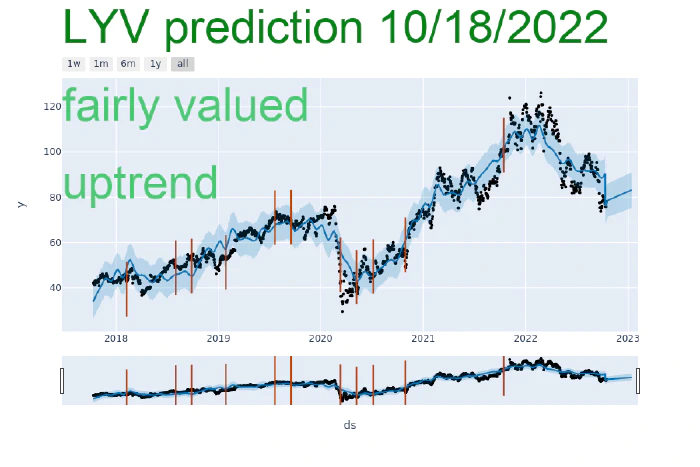 LYV prediction 10/18/2022
1w 1m 6m 1y all
fairly valued
uptrend
120
100
80
60
40
y
2018 2019 2020 2021 2022 2023
ds